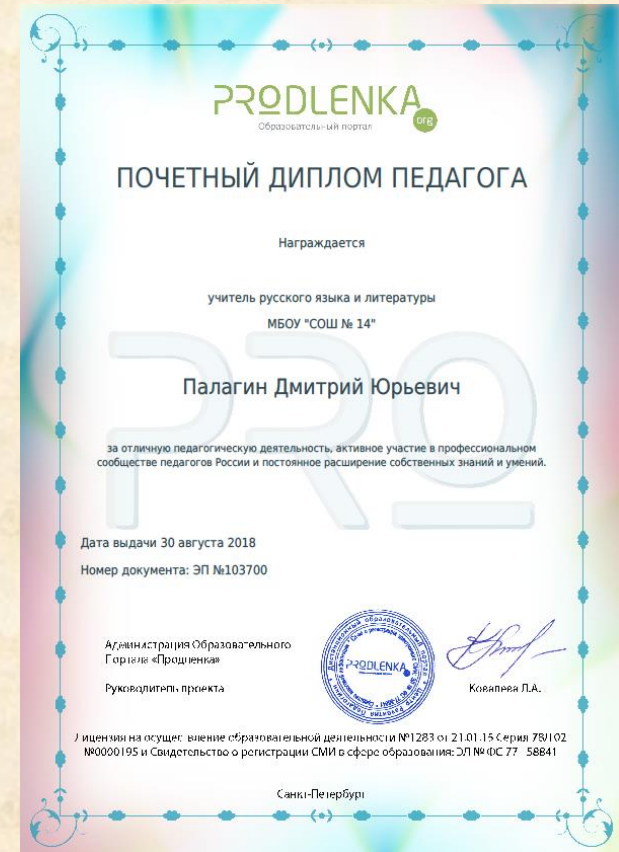 PRODLENKA
org
Образовательный портал
ПОЧЕТНЫЙ ДИПЛОМ ПЕДАГОГА
Награждается
учитель русского языка и литературы
МБОУ "СОШ № 14"
Палагин Дмитрий Юрьевич
за отличную педагогическую деятельность, активное участие в профессиональном
сообществе педагогов России и постоянное расширение собственных знаний и умений.
Дата выдачи 30 августа 2018
Номер документа: ЭП №103700
Администрация Образовательного
Портала «Продленка»
Руководитель проекта
PRODLENKA
Ковалева Л.А.
Лицензия на осуществление образовательной деятельности №1283 от 21.01.15 Серия 78Л02
№0000195 и Свидетельство о регистрации СМИ в сфере образования: ЭЛ № ФС 77 58841
Санкт-Петербург
PRO